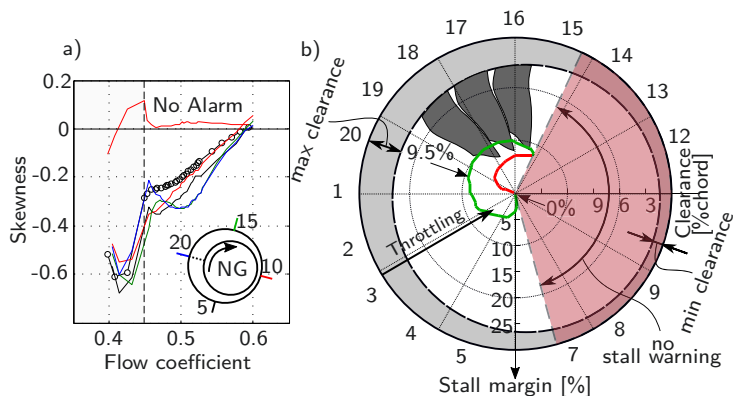 a)
No Alarm
Skewness
0.2
0
-0.2
-0.4
-0.6
0.4
0.5
0.6
Flow coefficient
15
20
10
5
NG
b)
16
17
15
18
14
19
13
20
12
1
2
9
3
8
4
7
5
6
max clearance
9.5%
Throttling
0%
9
6
3
Clearance
[%chord]
5
10
15
20
25
min clearance
no
stall warning
Stall margin [%]